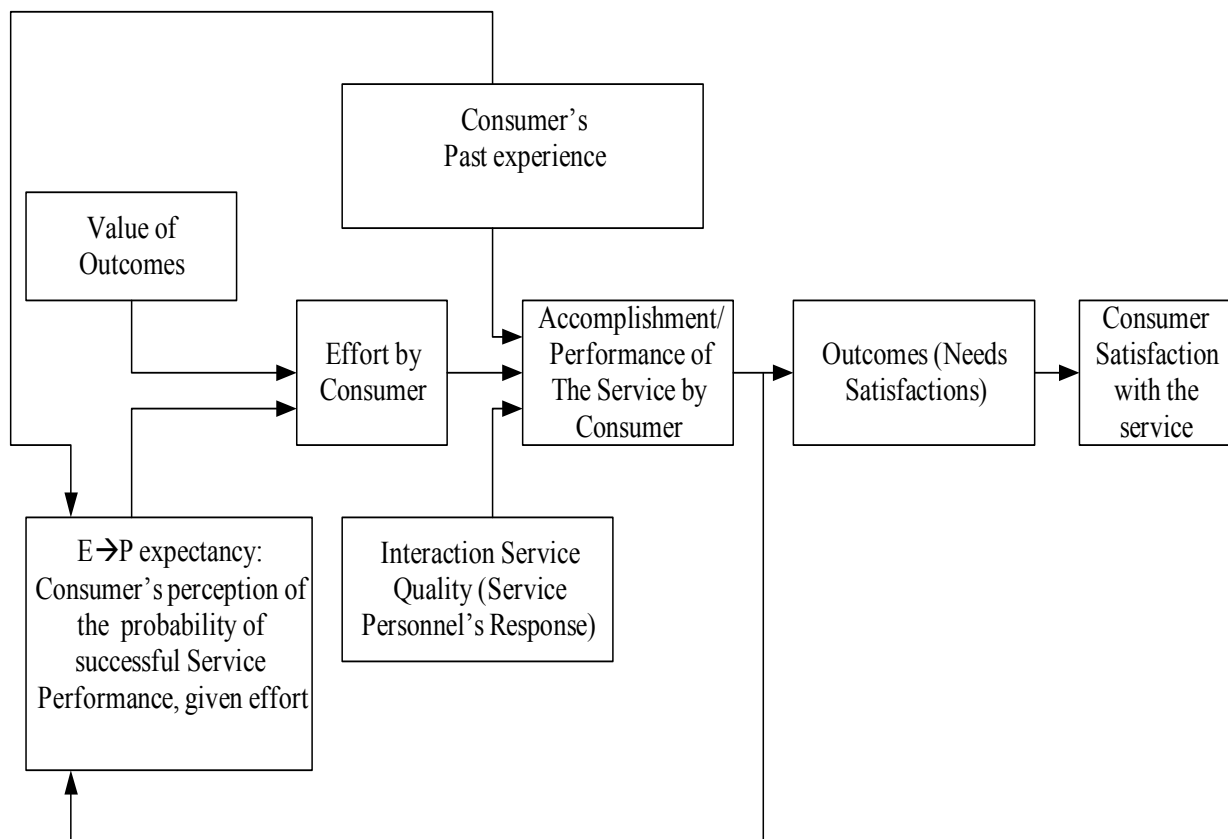 Consumer’s
Past experience
Value of
Outcomes
Effort by
Consumer
Accomplishment/
Performance of
The Service by
Consumer
Outcomes (Needs
Satisfactions)
Consumer
Satisfaction
with the
service
E→P expectancy:
Consumer’s perception of
the probability of
successful Service
Performance, given effort
Interaction Service
Quality (Service
Personnel’s Response)